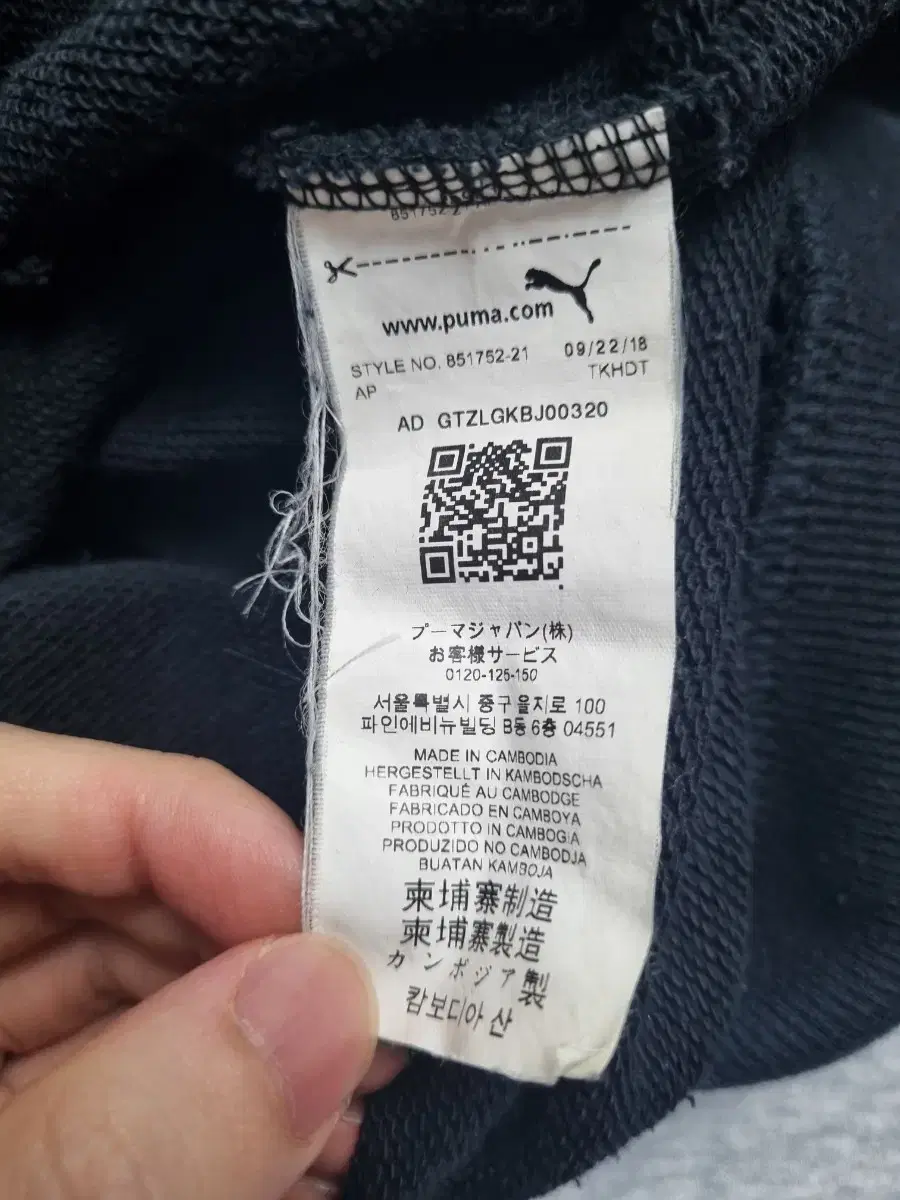 www.puma.com
STYLE NO. 851752-21 09/22/18
AP TKHDT
AD GTZLGKBJ00320
プーマジャパン(株)
お客様サービス
0120-125-150
서울특별시 중구 을지로 100
파인에비뉴빌딩 B동 6층 04551
MADE IN CAMBODIA
HERGESTELLT IN KAMBODSCHA
FABRIQUÉ AU CAMBODGE
FABRICADO EN CAMBOYA
PRODOTTO IN CAMBOGIA
PRODUZIDO NO CAMBODJA
BUATAN KAMBOJA
柬埔寨制造
柬埔寨製造
カンボジア製
캄보디아 산